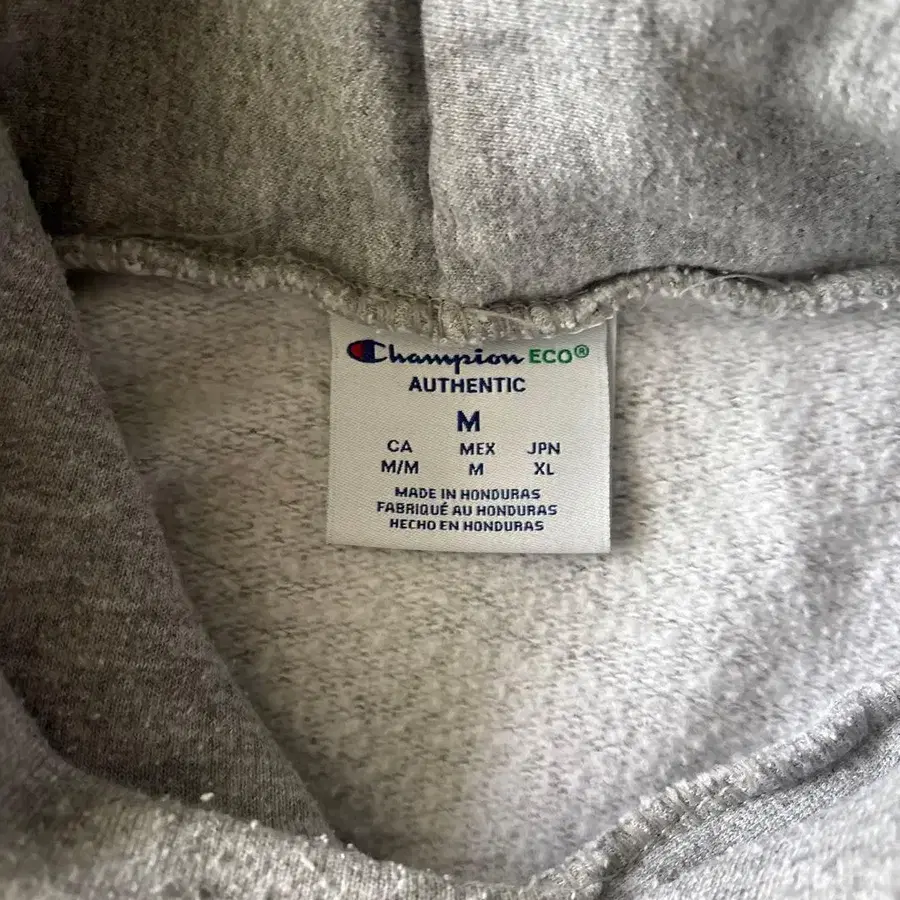 Champion ECO®
AUTHENTIC
M
CA MEX JPN
M/M M XL
MADE IN HONDURAS
FABRIQUÉ AU HONDURAS
HECHO EN HONDURAS